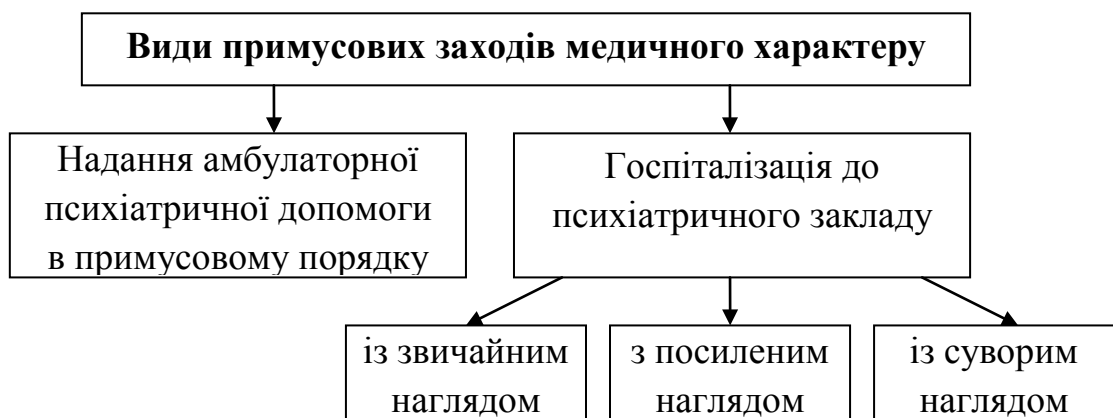 Види примусових заходів медичного характеру
Надання амбулаторної
психіатричної допомоги
в примусовому порядку
Госпіталізація до
психіатричного закладу
із звичайним
наглядом
з посиленим
наглядом
із суворим
наглядом